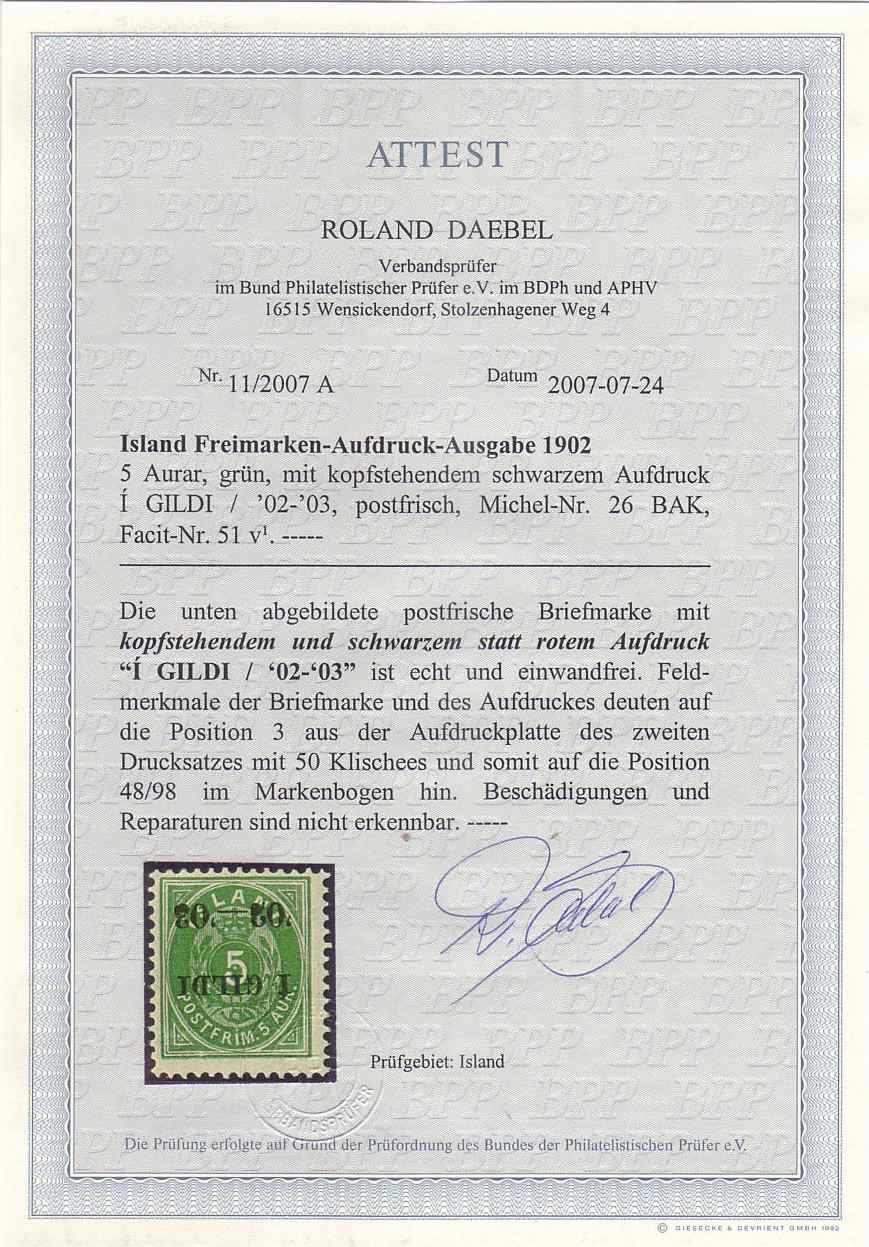 ATTEST
ROLAND DAEBEL
Verbandsprüfer
im Bund Philatelistischer Prüfer e.V. im BDPh und APHV
16515 Wensickendorf, Stolzenhagener Weg 4
Nr. 11/2007 A Datum 2007-07-24
Island Freimarken-Aufdruck-Ausgabe 1902
5 Aurar, grün, mit kopfstehendem schwarzem Aufdruck
Í GILDI / ’02-’03, postfrisch, Michel-Nr. 26 BAK,
Facit-Nr. 51 v¹. -----
Die unten abgebildete postfrische Briefmarke mit
kopfstehendem und schwarzem statt rotem Aufdruck
“Í GILDI / ‘02-‘03” ist echt und einwandfrei. Feld-
merkmale der Briefmarke und des Aufdruckes deuten auf
die Position 3 aus der Aufdruckplatte des zweiten
Drucksatzes mit 50 Klischees und somit auf die Position
48/98 im Markenbogen hin. Beschädigungen und
Reparaturen sind nicht erkennbar. -----
'02–'03
5
Í GILDI
POSTFRIM. 5 AUR.
R. Daebel
Prüfgebiet: Island
VERBANDSPRÜFER
Die Prüfung erfolgte auf Grund der Prüfordnung des Bundes der Philatelistischen Prüfer e.V.
© GIESECKE & DEVRIENT GMBH 1992